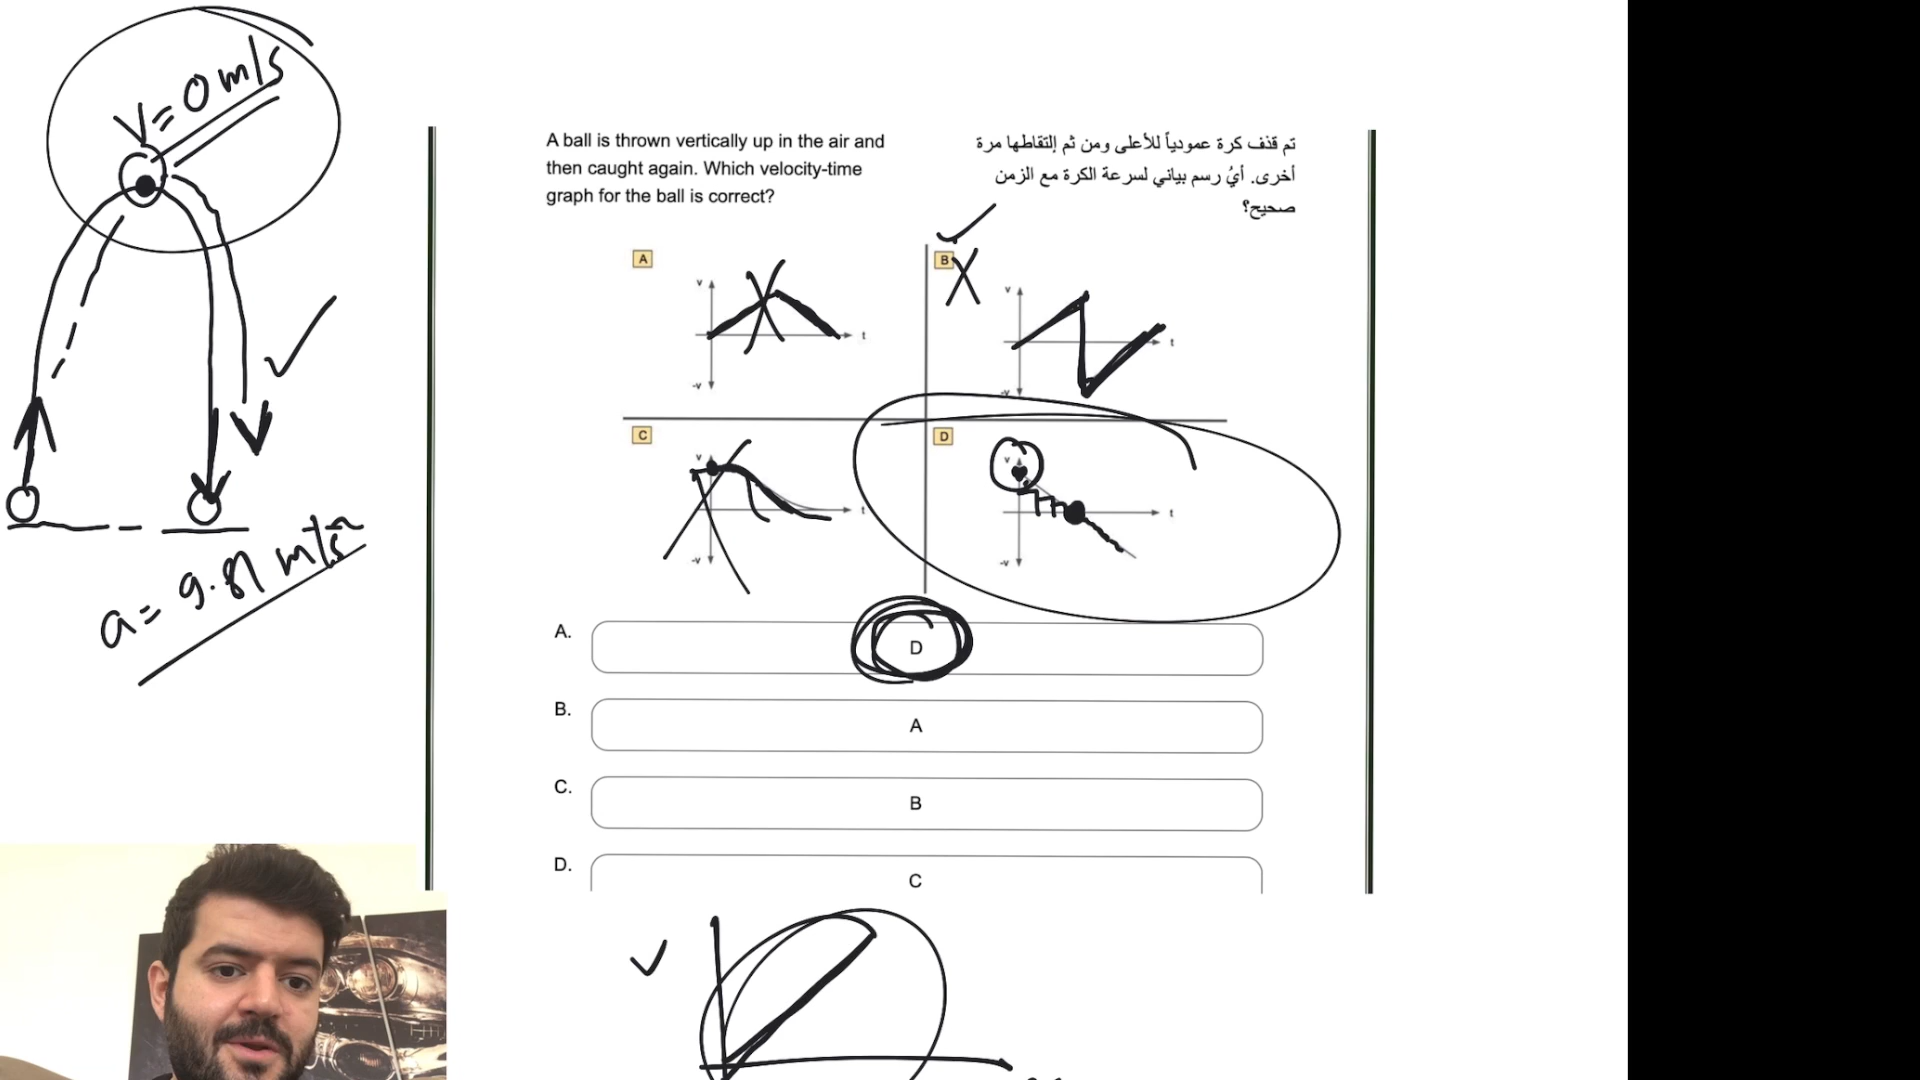 V = 0 m/s
a = 9.81 m/s²
A ball is thrown vertically up in the air and
then caught again. Which velocity-time
graph for the ball is correct?
تم قذف كرة عمودياً للأعلى ومن ثم إلتقاطها مرة
أخرى. أيُ رسم بياني لسرعة الكرة مع الزمن
صحيح؟
A
v
t
-v
B
v
t
-v
C
v
t
-v
D
v
t
-v
A. D
B. A
C. B
D. C